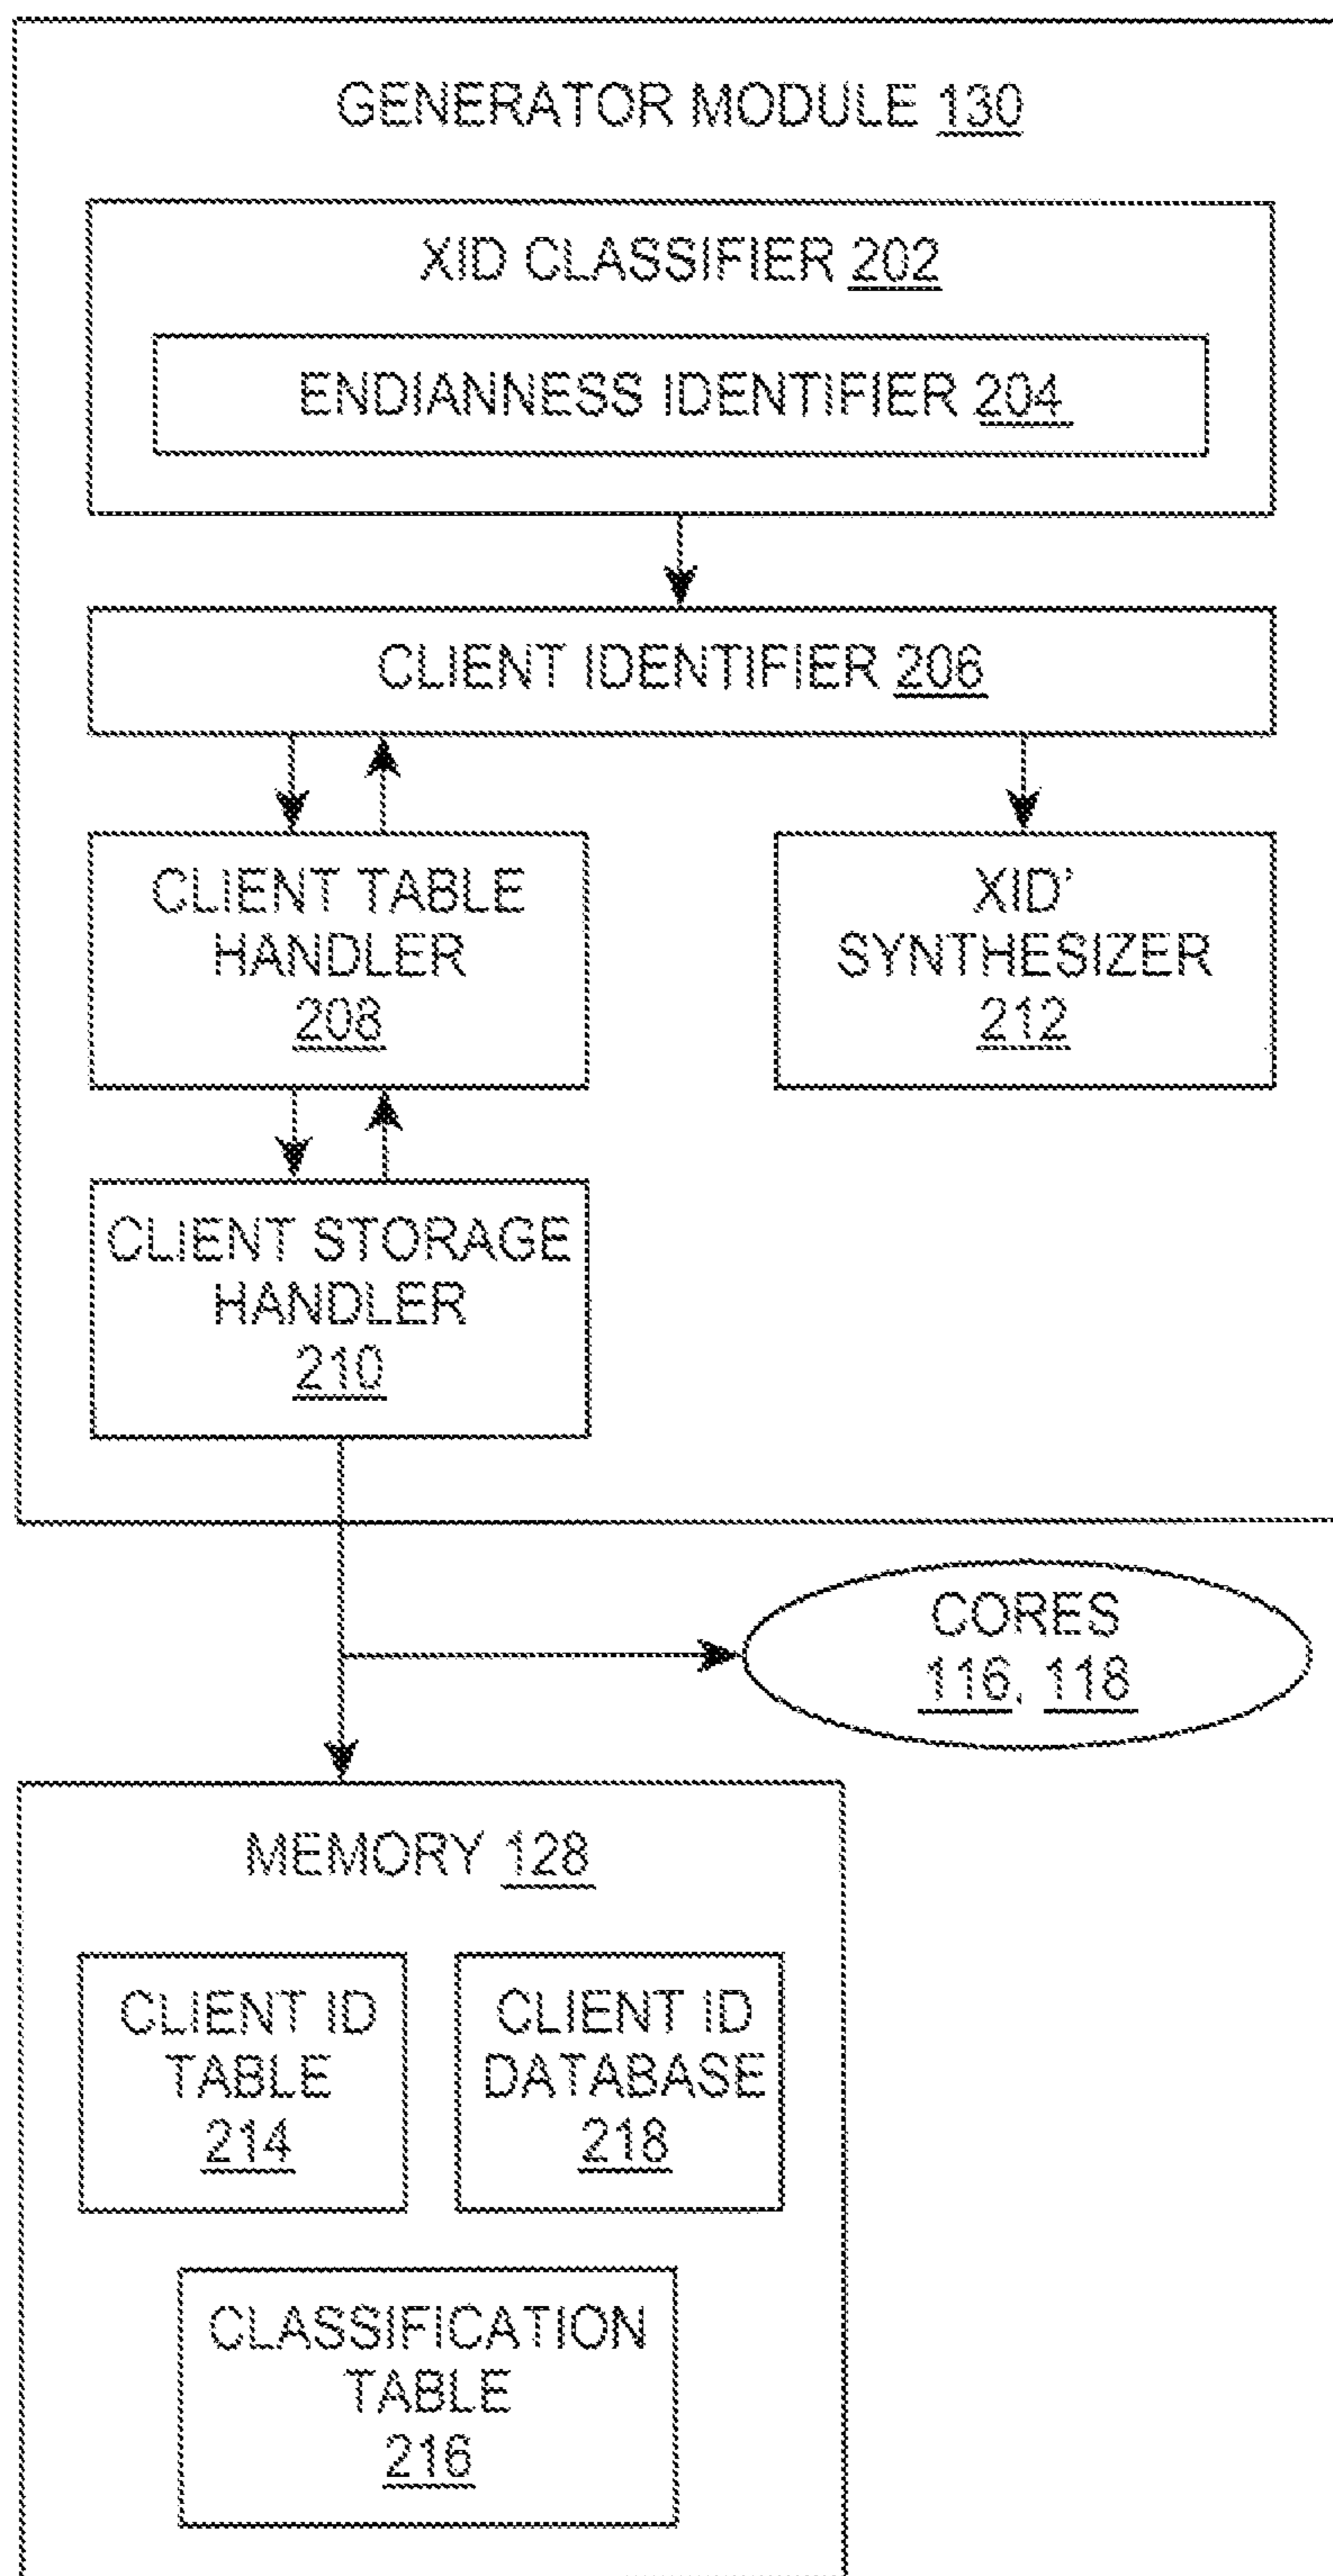 GENERATOR MODULE 130
XID CLASSIFIER 202
ENDIANNESS IDENTIFIER 204
CLIENT IDENTIFIER 206
CLIENT TABLE
HANDLER
208
XID'
SYNTHESIZER
212
CLIENT STORAGE
HANDLER
210
CORES
116, 118
MEMORY 128
CLIENT ID
TABLE
214
CLIENT ID
DATABASE
218
CLASSIFICATION
TABLE
216